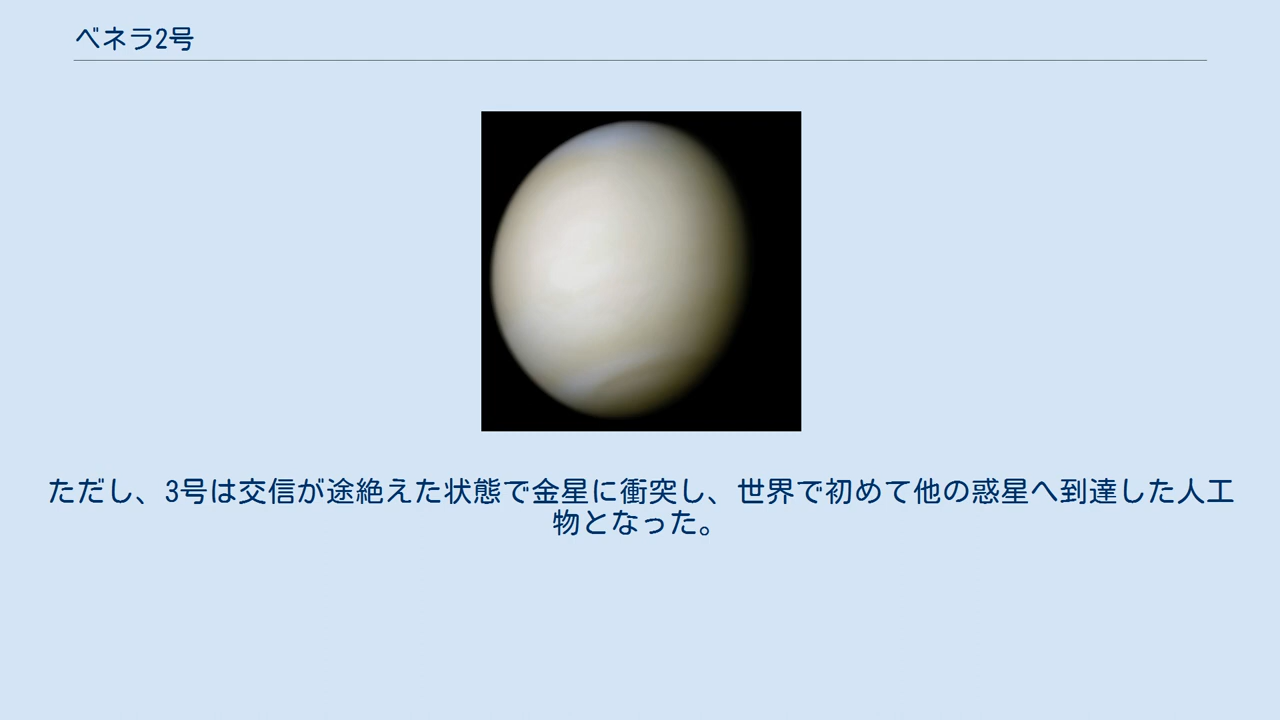 ベネラ2号
ただし、3号は交信が途絶えた状態で金星に衝突し、世界で初めて他の惑星へ到達した人工
物となった。